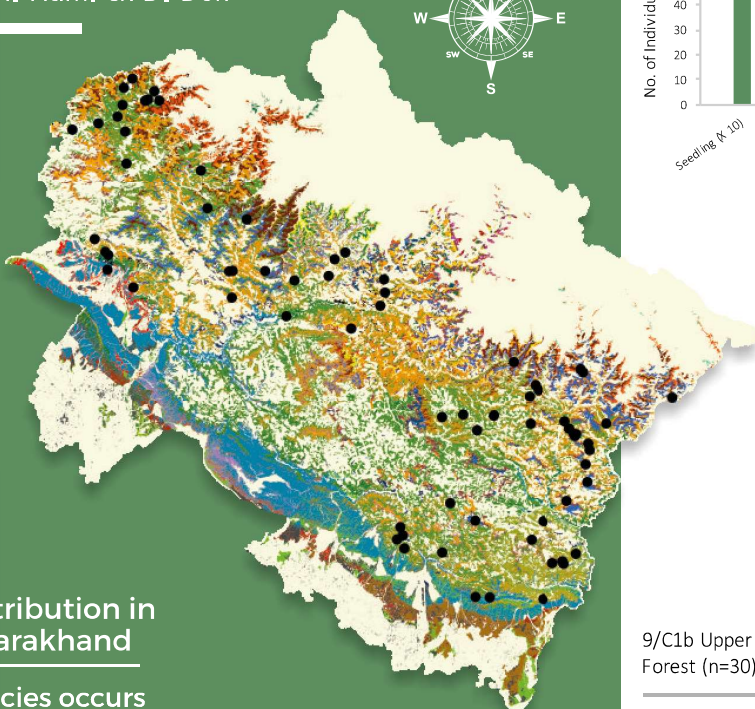 W
E
SW
SE
S
No. of Individu
40
30
20
10
0
Seedling (X 10)
tribution in
arakhand
cies occurs
9/C1b Upper
Forest (n=30)